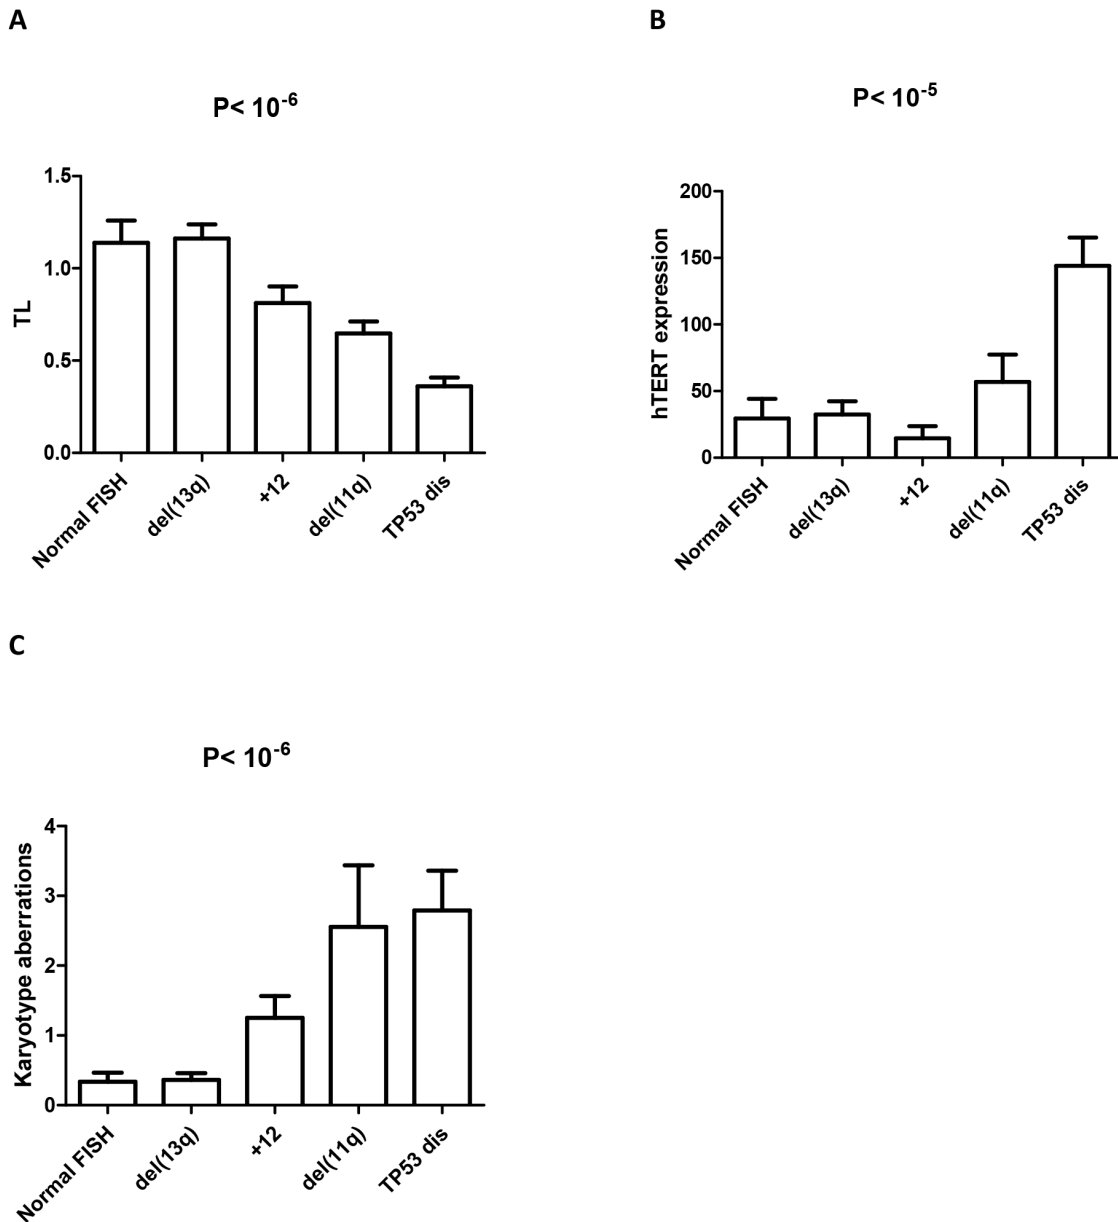 A
P< 10-6
TL
1.5
1.0
0.5
0.0
Normal FISH
del(13q)
+12
del(11q)
TP53 dis
B
P< 10-5
hTERT expression
200
150
100
50
0
Normal FISH
del(13q)
+12
del(11q)
TP53 dis
C
P< 10-6
Karyotype aberrations
4
3
2
1
0
Normal FISH
del(13q)
+12
del(11q)
TP53 dis